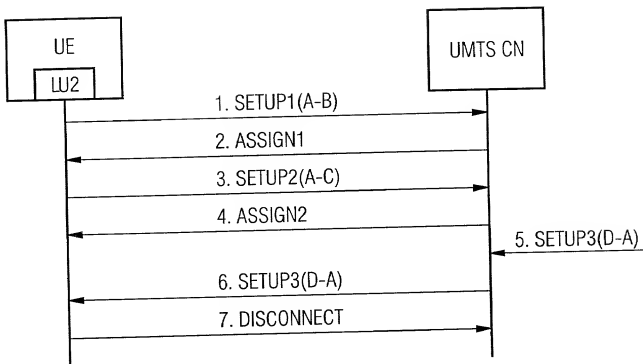 UE
LU2
UMTS CN
1. SETUP1(A-B)
2. ASSIGN1
3. SETUP2(A-C)
4. ASSIGN2
5. SETUP3(D-A)
6. SETUP3(D-A)
7. DISCONNECT